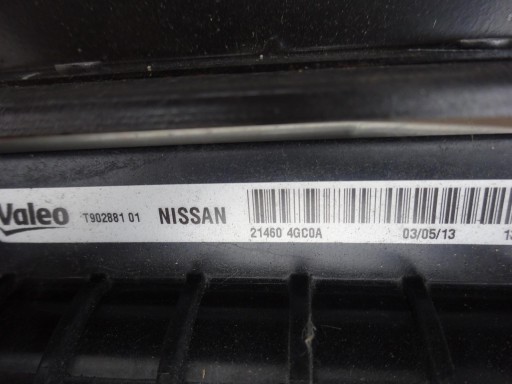 Valeo T902881 01 NISSAN
21460 4GC0A 03/05/13